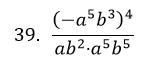 39. (-a⁵b³)⁴ / ab²·a⁵b⁵